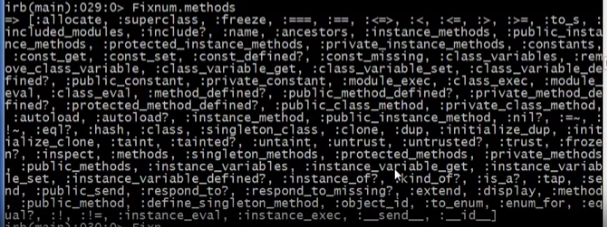 irb(main):029:0> Fixnum.methods
=> [:allocate, :superclass, :freeze, :===, :==, :<=>, :<, :<=, :>, :>=, :to_s, :
included_modules, :include?, :name, :ancestors, :instance_methods, :public_insta
nce_methods, :protected_instance_methods, :private_instance_methods, :constants,
 :const_get, :const_set, :const_defined?, :const_missing, :class_variables, :rem
ove_class_variable, :class_variable_get, :class_variable_set, :class_variable_de
fined?, :public_constant, :private_constant, :module_exec, :class_exec, :module_
eval, :class_eval, :method_defined?, :public_method_defined?, :private_method_de
fined?, :protected_method_defined?, :public_class_method, :private_class_method,
 :autoload, :autoload?, :instance_method, :public_instance_method, :nil?, :=~, :
!~, :eql?, :hash, :class, :singleton_class, :clone, :dup, :initialize_dup, :init
ialize_clone, :taint, :tainted?, :untaint, :untrust, :untrusted?, :trust, :froze
n?, :inspect, :methods, :singleton_methods, :protected_methods, :private_methods
, :public_methods, :instance_variables, :instance_variable_get, :instance_variab
le_set, :instance_variable_defined?, :instance_of?, :kind_of?, :is_a?, :tap, :se
nd, :public_send, :respond_to?, :respond_to_missing?, :extend, :display, :method
, :public_method, :define_singleton_method, :object_id, :to_enum, :enum_for, :eq
ual?, :!, :!=, :instance_eval, :instance_exec, :__send__, :__id__]
irb(main):030:0> Fixn